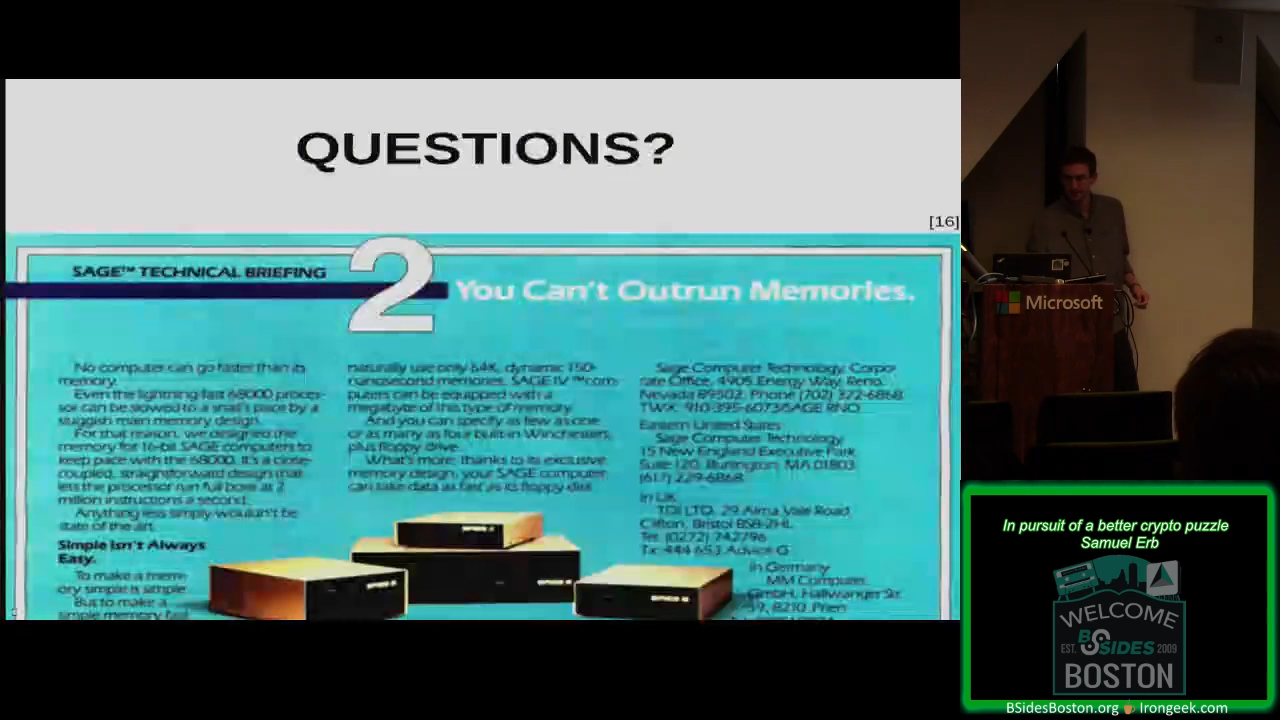 QUESTIONS?
[16]
SAGE™ TECHNICAL BRIEFING
2
You Can't Outrun Memories.
No computer can go faster than its
memory.
Even the lightning-fast 68000 proces-
sor can be slowed to a snail's pace by a
sluggish main memory design.
For that reason, we designed the
memory for 16-bit SAGE computers to
keep pace with the 68000. It's a close-
coupled, straightforward design that
lets the processor run full bore at 2
million instructions a second.
Anything less simply wouldn't be
state of the art.
Simple Isn't Always
Easy.
To make a mem-
ory simple is simple.
But to make a
simple memory fast
naturally use only 64K, dynamic 150-
nanosecond memories. SAGE IV ™ com-
puters can be equipped with a
megabyte of this type of memory.
And you can specify as few as one
or as many as four built-in Winchesters,
plus floppy drive.
What's more, thanks to its exclusive
memory design, your SAGE computer
can take data as fast as its floppy disk
Sage Computer Technology, Corpo-
rate Office, 4905 Energy Way, Reno,
Nevada 89502. Phone (702) 322-6868.
TWX: 910-395-6073/SAGE RNO
Eastern United States
Sage Computer Technology
15 New England Executive Park
Suite 120, Burlington, MA 01803
(617) 229-6868
In UK
TDI LTD, 29 Alma Vale Road
Clifton, Bristol BS8 2HL
Tel: (0272) 742796
Tx: 444 653 Advice G
In Germany
MM Computer
GmbH, Hallwanger Str.
59, 8210 Prien
Microsoft
In pursuit of a better crypto puzzle
Samuel Erb
WELCOME
EST. BSIDES 2009
BOSTON
BSidesBoston.org Irongeek.com